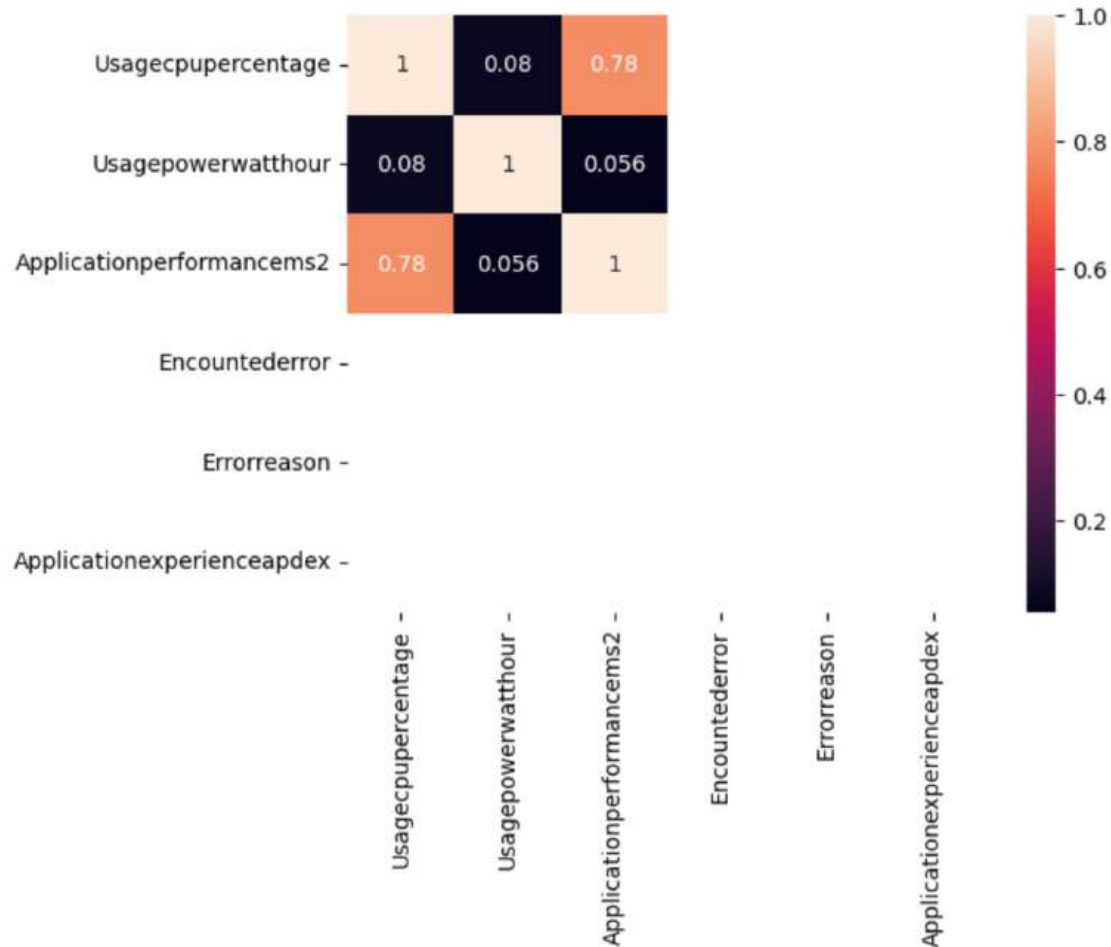 Usagecpupercentage 1 0.08 0.78 1.0
Usagepowerwatthour 0.08 1 0.056 0.8
Applicationperformancems2 0.78 0.056 1 0.6
Encountederror 0.4
Errorreason
Applicationexperienceapdex 0.2
Usagecpupercentage
Usagepowerwatthour
Applicationperformancems2
Encountederror
Errorreason
Applicationexperienceapdex